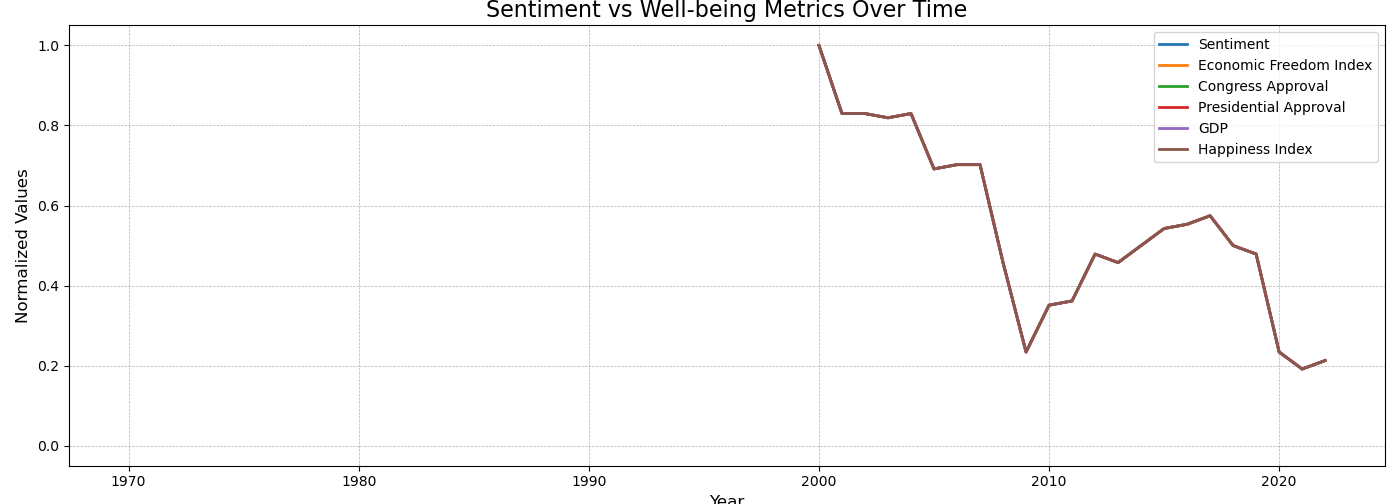 Sentiment vs Well-being Metrics Over Time
1.0
0.8
0.6
0.4
0.2
0.0
Normalized Values
Sentiment
Economic Freedom Index
Congress Approval
Presidential Approval
GDP
Happiness Index
1970 1980 1990 2000 2010 2020
Year